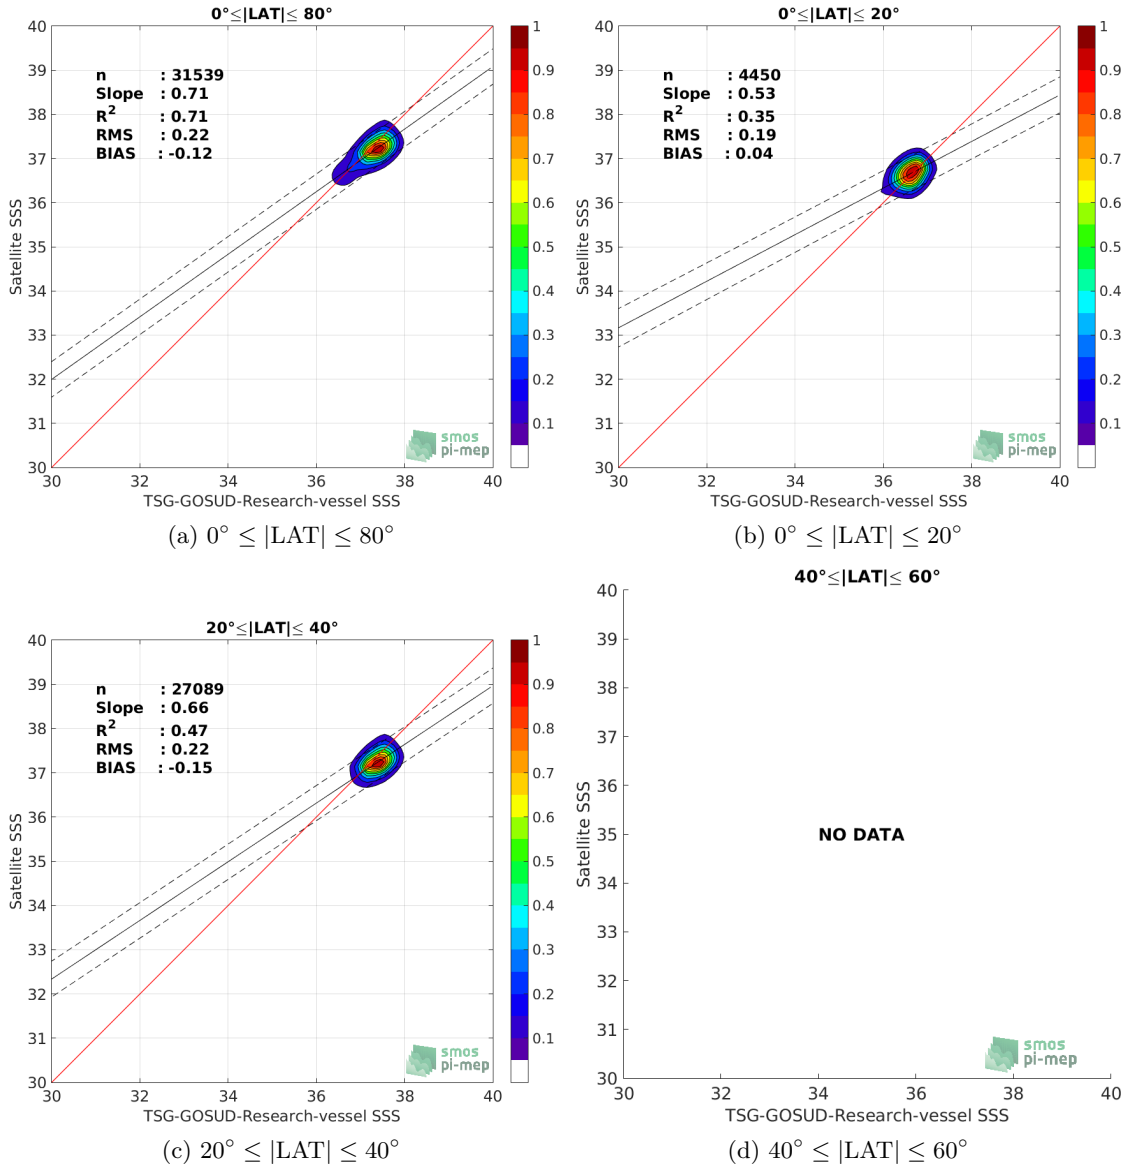 0°≤|LAT|≤ 80°
40
39
38
37
36
35
34
33
32
31
30
30
32
34
36
38
40
Satellite SSS
TSG-GOSUD-Research-vessel SSS
n : 31539
Slope : 0.71
R² : 0.71
RMS : 0.22
BIAS : -0.12
1
0.9
0.8
0.7
0.6
0.5
0.4
0.3
0.2
0.1
smos
pi-mep
(a) 0° ≤ |LAT| ≤ 80°
0°≤|LAT|≤ 20°
40
39
38
37
36
35
34
33
32
31
30
30
32
34
36
38
40
Satellite SSS
TSG-GOSUD-Research-vessel SSS
n : 4450
Slope : 0.53
R² : 0.35
RMS : 0.19
BIAS : 0.04
1
0.9
0.8
0.7
0.6
0.5
0.4
0.3
0.2
0.1
smos
pi-mep
(b) 0° ≤ |LAT| ≤ 20°
20°≤|LAT|≤ 40°
40
39
38
37
36
35
34
33
32
31
30
30
32
34
36
38
40
Satellite SSS
TSG-GOSUD-Research-vessel SSS
n : 27089
Slope : 0.66
R² : 0.47
RMS : 0.22
BIAS : -0.15
1
0.9
0.8
0.7
0.6
0.5
0.4
0.3
0.2
0.1
smos
pi-mep
(c) 20° ≤ |LAT| ≤ 40°
40°≤|LAT|≤ 60°
40
39
38
37
36
35
34
33
32
31
30
30
32
34
36
38
40
Satellite SSS
TSG-GOSUD-Research-vessel SSS
NO DATA
smos
pi-mep
(d) 40° ≤ |LAT| ≤ 60°